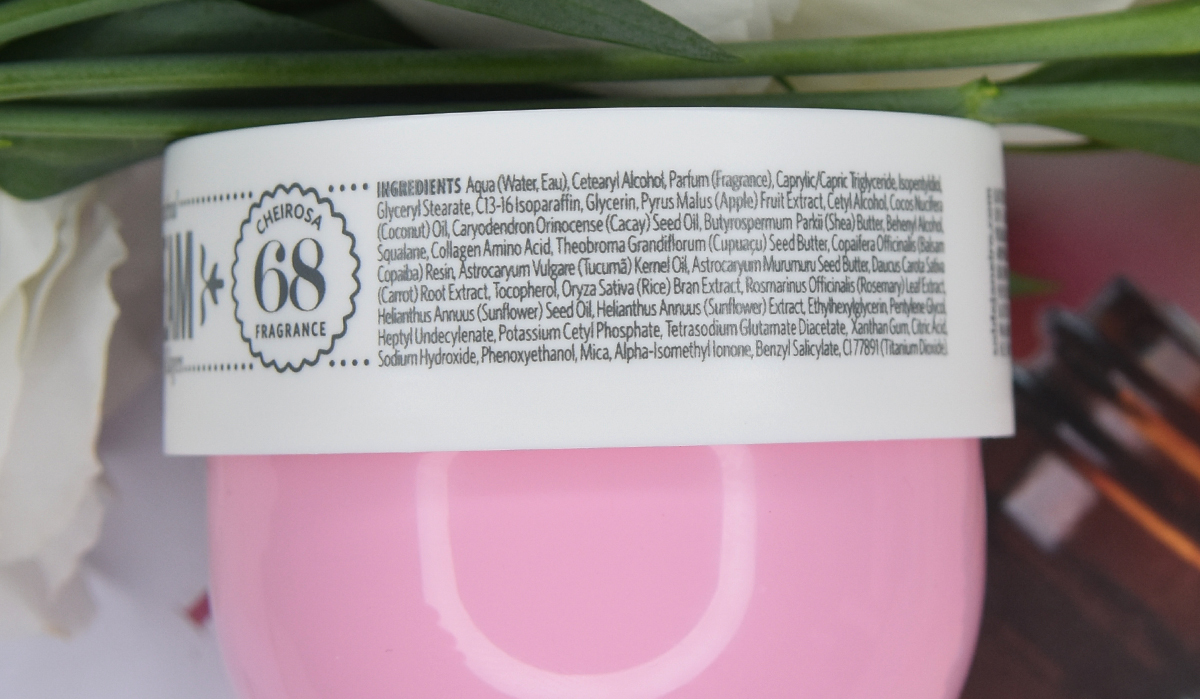 CHEIROSA
68
FRAGRANCE
INGREDIENTS Aqua (Water, Eau), Cetearyl Alcohol, Parfum (Fragrance), Caprylic/Capric Triglyceride, Isopentyldiol,
Glyceryl Stearate, C13-16 Isoparaffin, Glycerin, Pyrus Malus (Apple) Fruit Extract, Cetyl Alcohol, Cocos Nucifera
(Coconut) Oil, Caryodendron Orinocense (Cacay) Seed Oil, Butyrospermum Parkii (Shea) Butter, Behenyl Alcohol,
Squalane, Collagen Amino Acid, Theobroma Grandiflorum (Cupuaçu) Seed Butter, Copaifera Officinalis (Balsam
Copaiba) Resin, Astrocaryum Vulgare (Tucumã) Kernel Oil, Astrocaryum Murumuru Seed Butter, Daucus Carota Sativa
(Carrot) Root Extract, Tocopherol, Oryza Sativa (Rice) Bran Extract, Rosmarinus Officinalis (Rosemary) Leaf Extract,
Helianthus Annuus (Sunflower) Seed Oil, Helianthus Annuus (Sunflower) Extract, Ethylhexylglycerin, Pentylene Glycol,
Heptyl Undecylenate, Potassium Cetyl Phosphate, Tetrasodium Glutamate Diacetate, Xanthan Gum, Citric Acid,
Sodium Hydroxide, Phenoxyethanol, Mica, Alpha-Isomethyl Ionone, Benzyl Salicylate, CI 77891 (Titanium Dioxide).